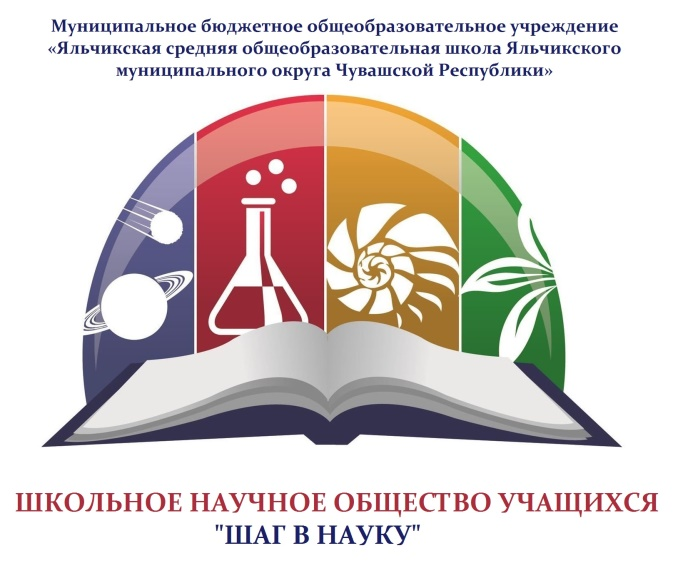 Муниципальное бюджетное общеобразовательное учреждение
«Яльчикская средняя общеобразовательная школа Яльчикского
муниципального округа Чувашской Республики»
ШКОЛЬНОЕ НАУЧНОЕ ОБЩЕСТВО УЧАЩИХСЯ
"ШАГ В НАУКУ"